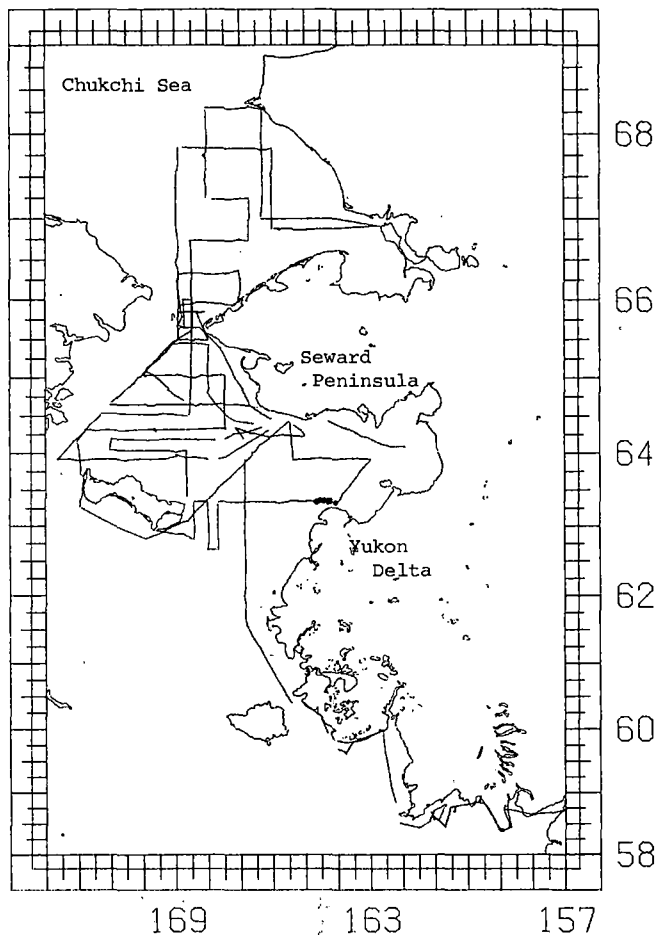 Chukchi Sea
68
66
Seward
Peninsula
64
Yukon
Delta
62
60
58
169 163 157